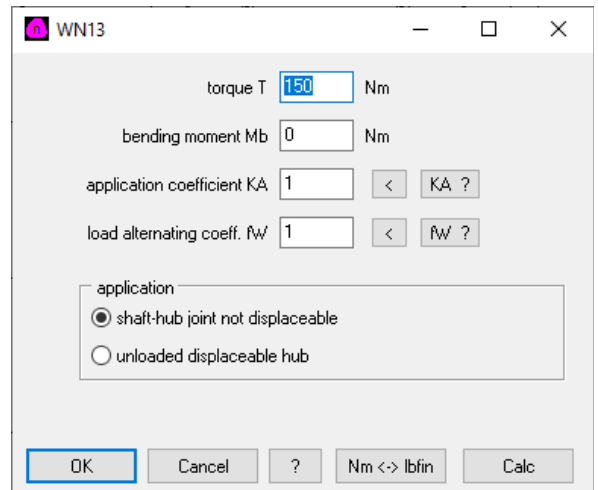 n WN13
torque T 150 Nm
bending moment Mb 0 Nm
application coefficient KA 1 < KA ?
load alternating coeff. fW 1 < fW ?
application
shaft-hub joint not displaceable
unloaded displaceable hub
OK Cancel ? Nm <-> lbfin Calc